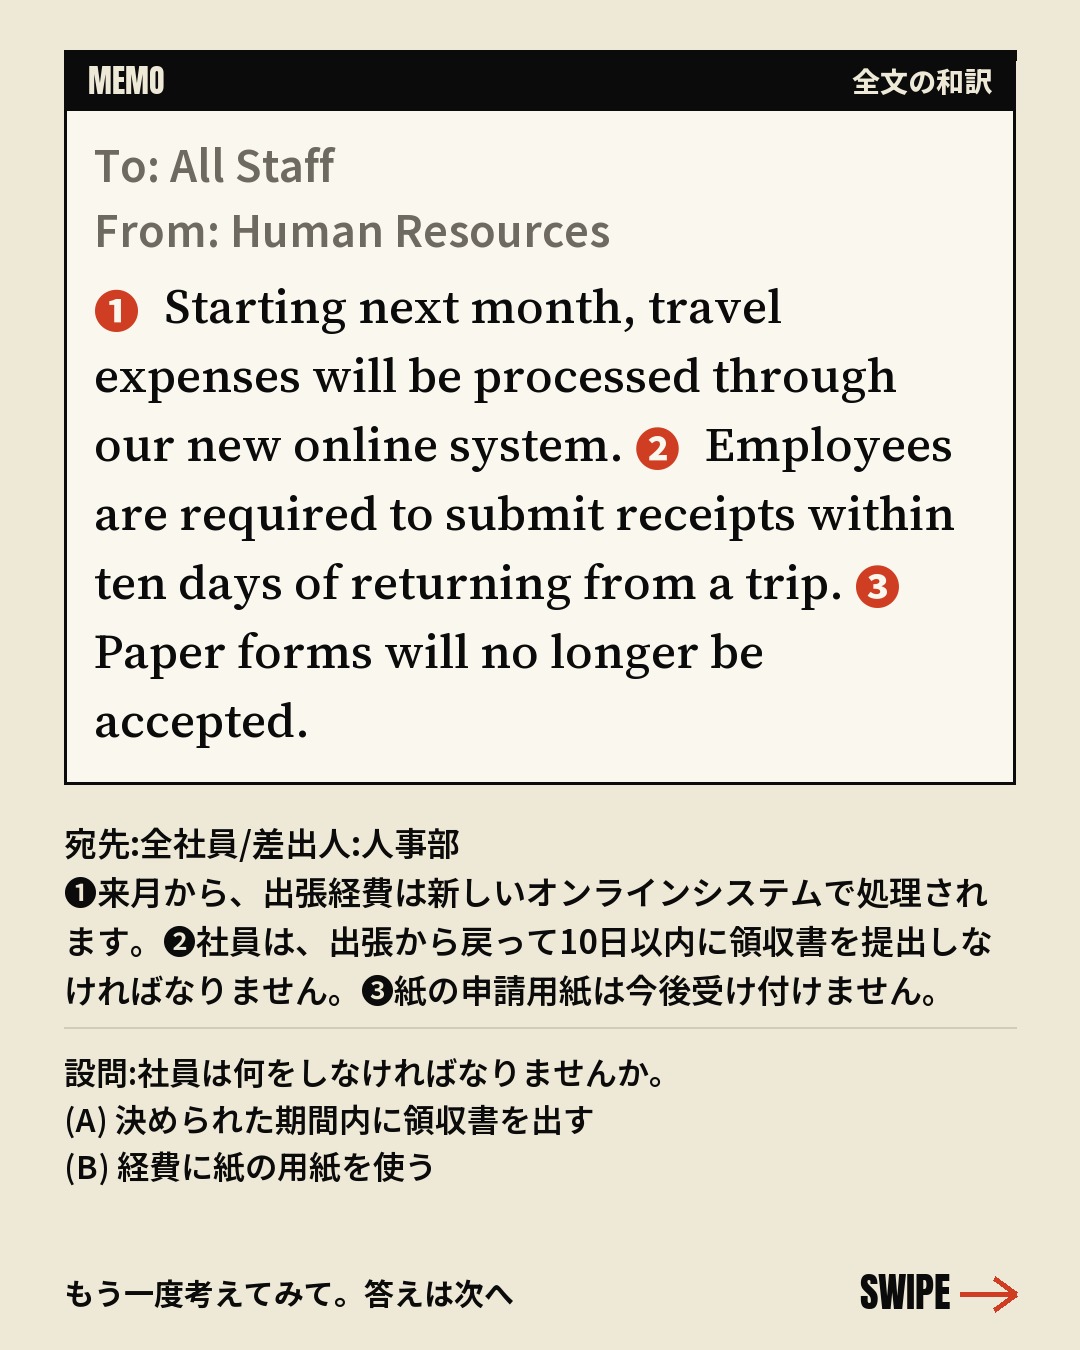 MEMO 全文の和訳
To: All Staff
From: Human Resources
❶ Starting next month, travel
expenses will be processed through
our new online system. ❷ Employees
are required to submit receipts within
ten days of returning from a trip. ❸
Paper forms will no longer be
accepted.
宛先:全社員/差出人:人事部
❶来月から、出張経費は新しいオンラインシステムで処理され
ます。❷社員は、出張から戻って10日以内に領収書を提出しな
ければなりません。❸紙の申請用紙は今後受け付けません。
設問:社員は何をしなければなりませんか。
(A) 決められた期間内に領収書を出す
(B) 経費に紙の用紙を使う
もう一度考えてみて。答えは次へ SWIPE